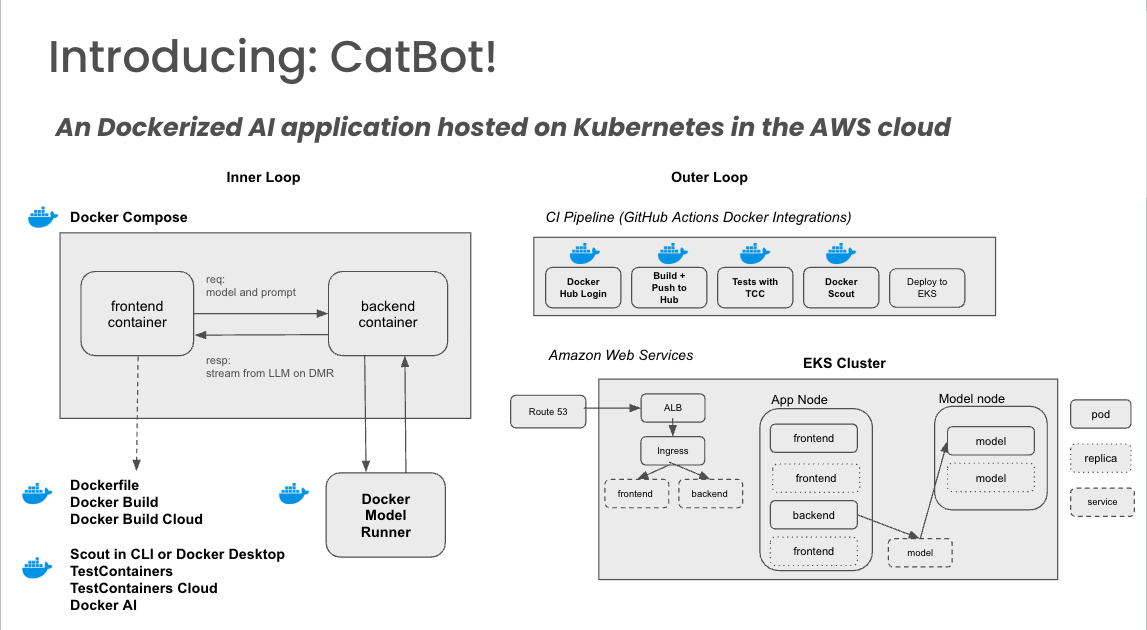 Introducing: CatBot!
An Dockerized AI application hosted on Kubernetes in the AWS cloud
Inner Loop
Docker Compose
frontend
container
req:
model and prompt
backend
container
resp:
stream from LLM on DMR
Dockerfile
Docker Build
Docker Build Cloud
Docker
Model
Runner
Scout in CLI or Docker Desktop
TestContainers
TestContainers Cloud
Docker AI
Outer Loop
CI Pipeline (GitHub Actions Docker Integrations)
Docker
Hub Login
Build +
Push to
Hub
Tests with
TCC
Docker
Scout
Deploy to
EKS
Amazon Web Services
EKS Cluster
Route 53
ALB
Ingress
frontend
backend
App Node
frontend
frontend
backend
frontend
Model node
model
model
model
pod
replica
service